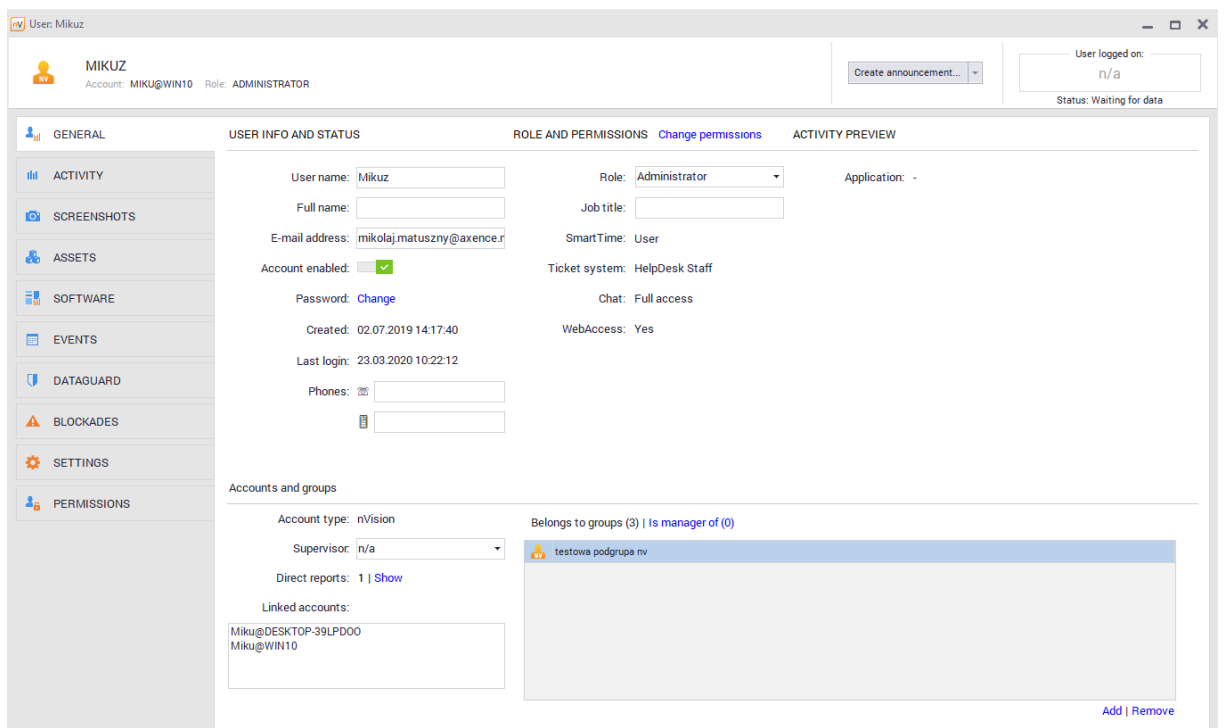 nV User: Mikuz
NV
MIKUZ
Account: MIKU@WIN10 Role: ADMINISTRATOR
Create announcement...
User logged on:
n/a
Status: Waiting for data
GENERAL
ACTIVITY
SCREENSHOTS
ASSETS
SOFTWARE
EVENTS
DATAGUARD
BLOCKADES
SETTINGS
PERMISSIONS
USER INFO AND STATUS
User name: Mikuz
Full name:
E-mail address: mikolaj.matuszny@axence.r
Account enabled:
Password: Change
Created: 02.07.2019 14:17:40
Last login: 23.03.2020 10:22:12
Phones:
ROLE AND PERMISSIONS Change permissions
Role: Administrator
Job title:
SmartTime: User
Ticket system: HelpDesk Staff
Chat: Full access
WebAccess: Yes
ACTIVITY PREVIEW
Application: -
Accounts and groups
Account type: nVision
Supervisor: n/a
Direct reports: 1 | Show
Linked accounts:
Miku@DESKTOP-39LPDOO
Miku@WIN10
Belongs to groups (3) | Is manager of (0)
NV testowa podgrupa nv
Add | Remove